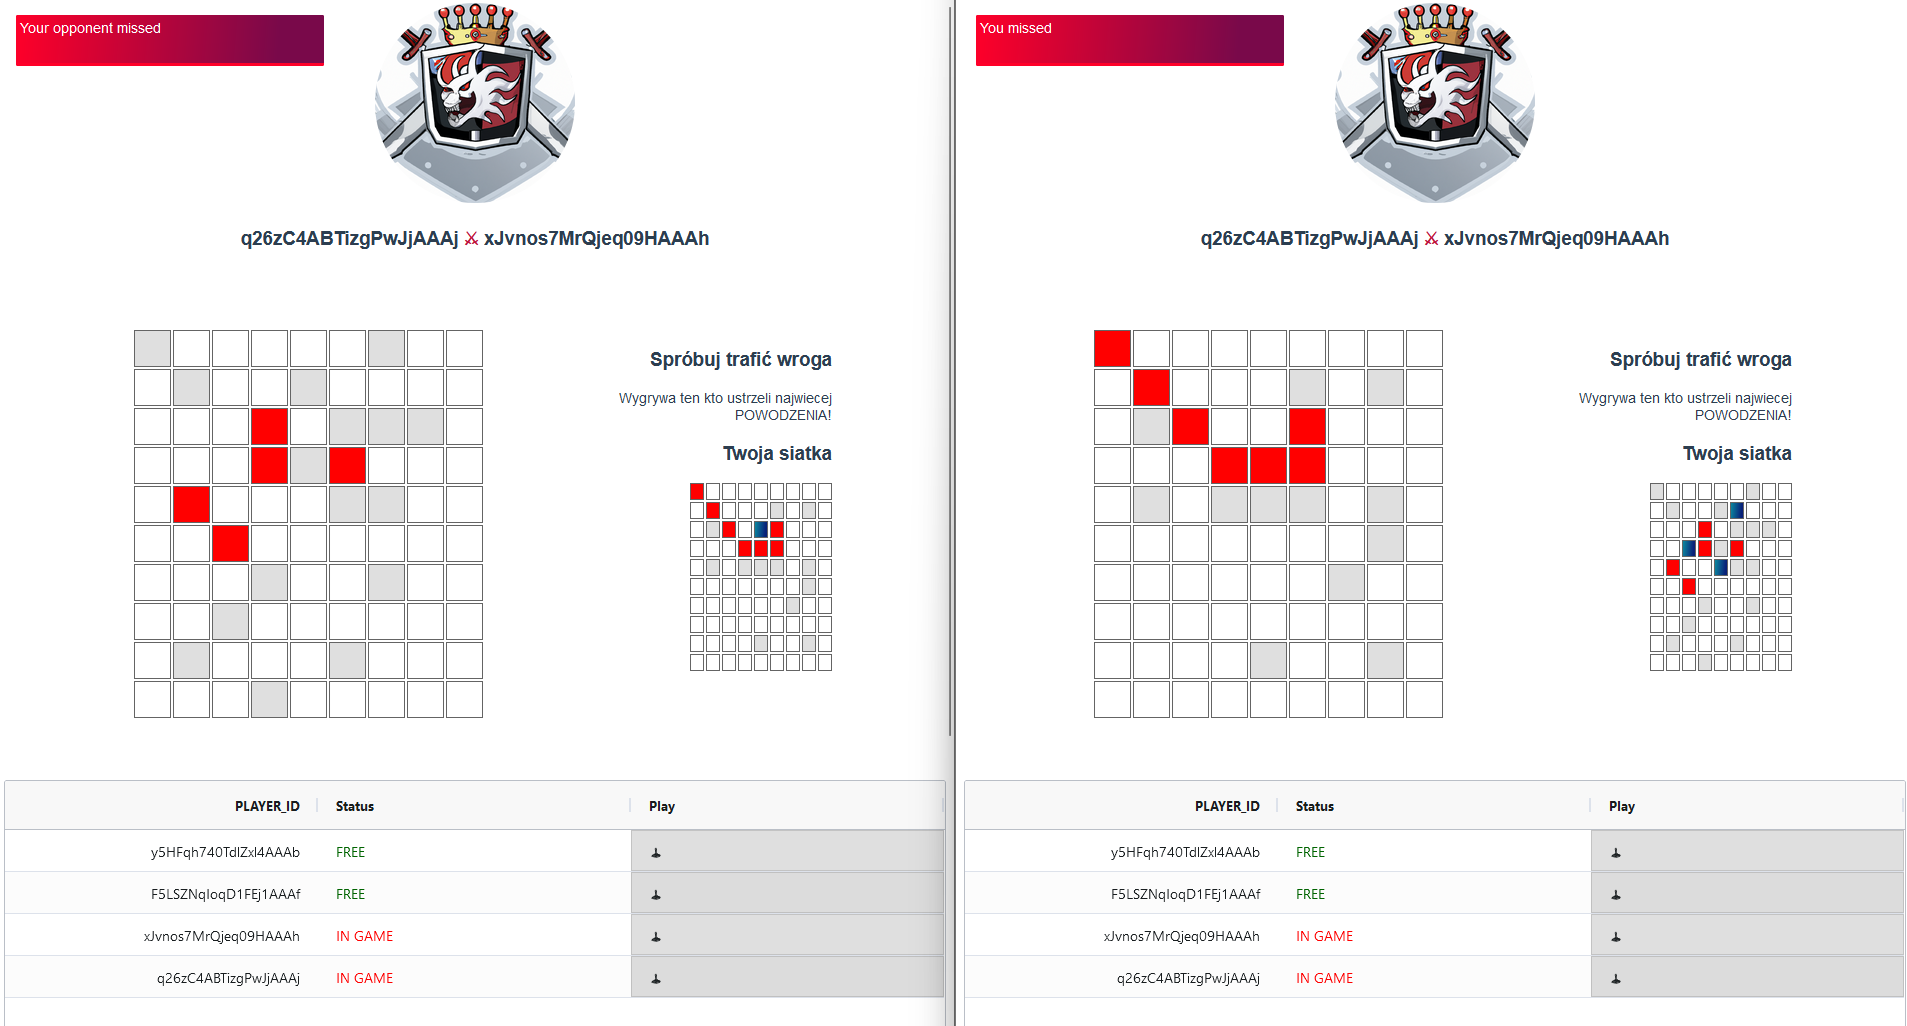 Your opponent missed
q26zC4ABTizgPwJjAAAj ⚔ xJvnos7MrQjeq09HAAAh
Spróbuj trafić wroga
Wygrywa ten kto ustrzeli najwiecej
POWODZENIA!
Twoja siatka
PLAYER_ID Status Play
y5HFqh740TdlZxl4AAAb FREE
F5LSZNqloqD1FEj1AAAf FREE
xJvnos7MrQjeq09HAAAh IN GAME
q26zC4ABTizgPwJjAAAj IN GAME
You missed
q26zC4ABTizgPwJjAAAj ⚔ xJvnos7MrQjeq09HAAAh
Spróbuj trafić wroga
Wygrywa ten kto ustrzeli najwiecej
POWODZENIA!
Twoja siatka
PLAYER_ID Status Play
y5HFqh740TdlZxl4AAAb FREE
F5LSZNqloqD1FEj1AAAf FREE
xJvnos7MrQjeq09HAAAh IN GAME
q26zC4ABTizgPwJjAAAj IN GAME